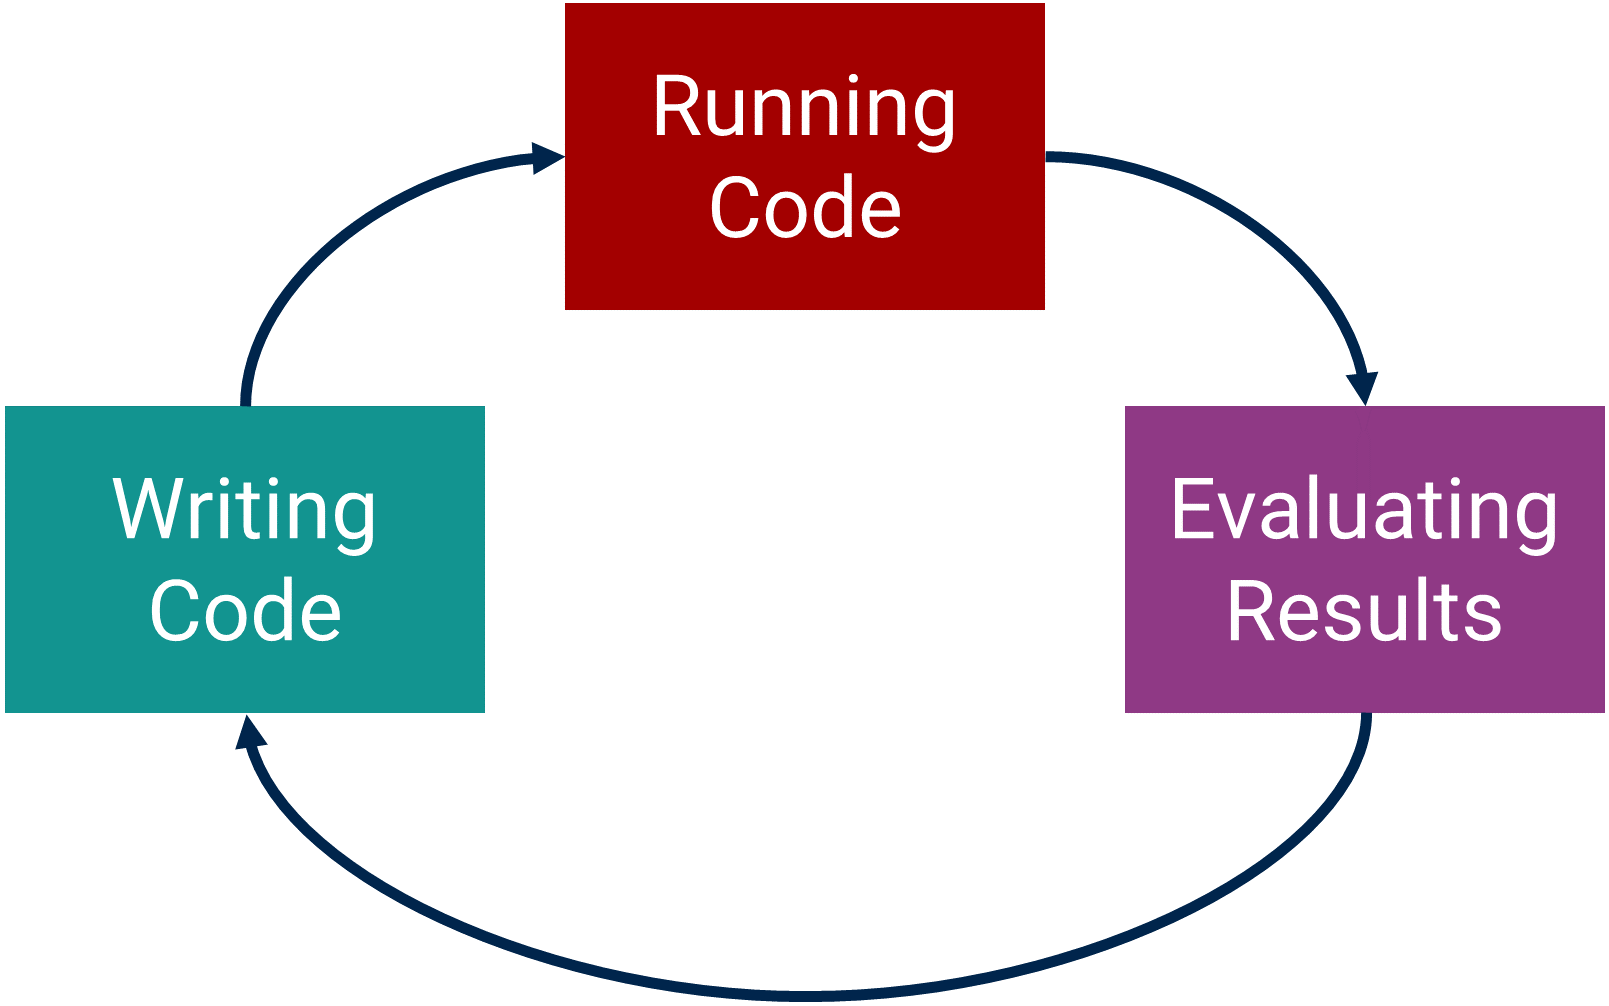 Running
Code
Writing
Code
Evaluating
Results